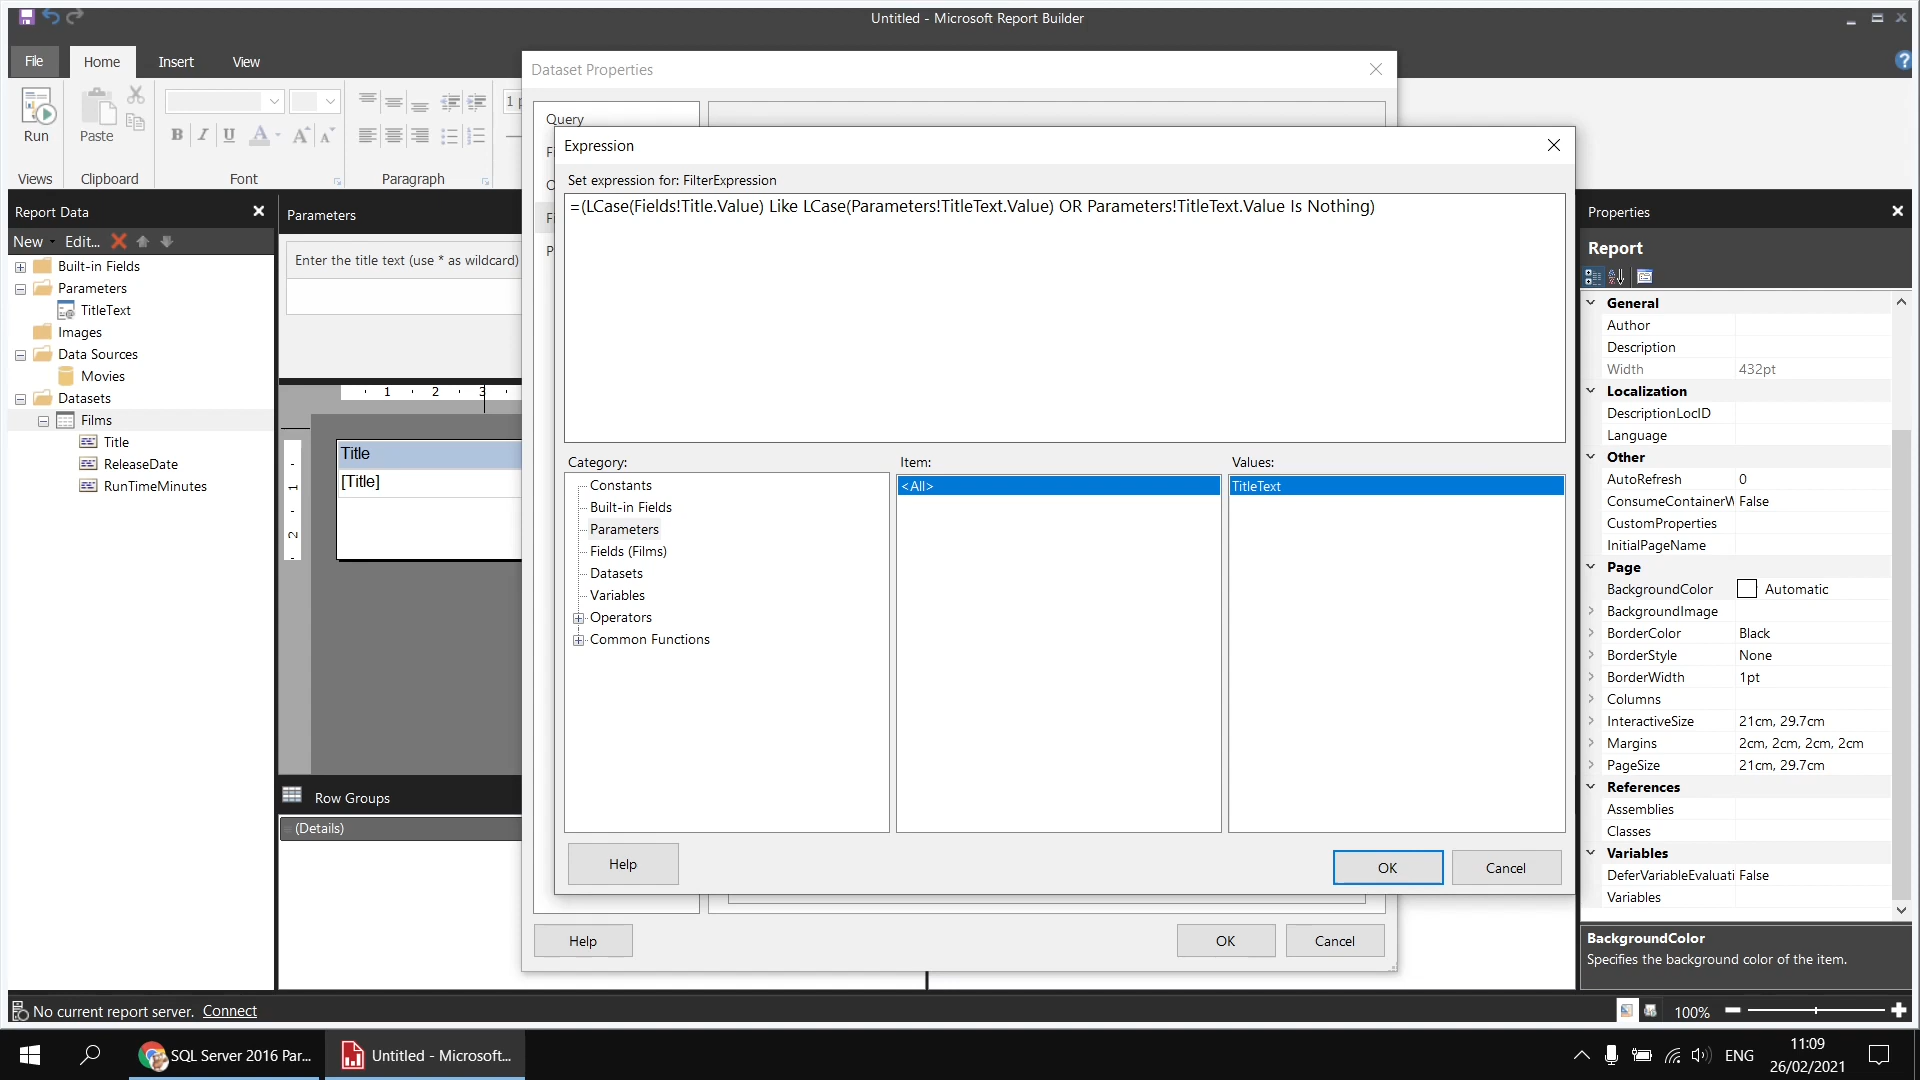 Untitled - Microsoft Report Builder
File
Home
Insert
View
Run
Paste
B I U A A A
Views
Clipboard
Font
Paragraph
Dataset Properties
Query
Expression
Set expression for: FilterExpression
=(LCase(Fields!Title.Value) Like LCase(Parameters!TitleText.Value) OR Parameters!TitleText.Value Is Nothing)
Category:
Constants
Built-in Fields
Parameters
Fields (Films)
Datasets
Variables
Operators
Common Functions
Item:
<All>
Values:
TitleText
Help
OK
Cancel
Help
OK
Cancel
Report Data
New
Edit...
Built-in Fields
Parameters
TitleText
Images
Data Sources
Movies
Datasets
Films
Title
ReleaseDate
RunTimeMinutes
Parameters
Enter the title text (use * as wildcard)
1 2 3
1
2
Title
[Title]
Row Groups
(Details)
Properties
Report
General
Author
Description
Width 432pt
Localization
DescriptionLocID
Language
Other
AutoRefresh 0
ConsumeContainerW False
CustomProperties
InitialPageName
Page
BackgroundColor Automatic
BackgroundImage
BorderColor Black
BorderStyle None
BorderWidth 1pt
Columns
InteractiveSize 21cm, 29.7cm
Margins 2cm, 2cm, 2cm, 2cm
PageSize 21cm, 29.7cm
References
Assemblies
Classes
Variables
DeferVariableEvaluati False
Variables
BackgroundColor
Specifies the background color of the item.
No current report server. Connect
100%
SQL Server 2016 Par...
Untitled - Microsoft...
ENG
11:09
26/02/2021